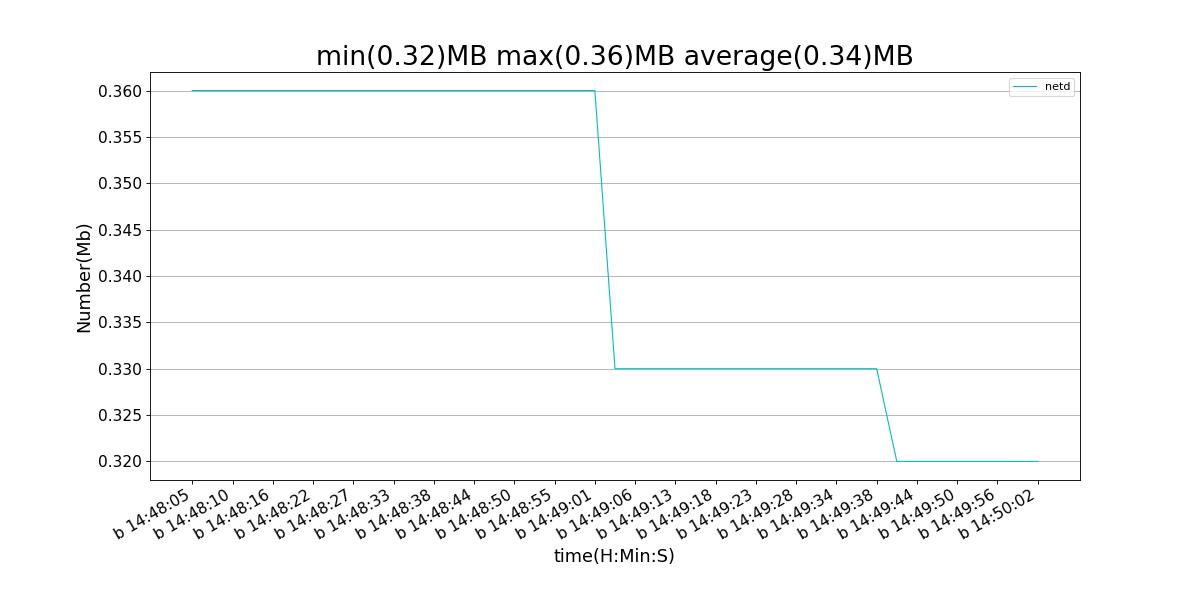 min(0.32)MB max(0.36)MB average(0.34)MB
netd
0.360
0.355
0.350
0.345
0.340
0.335
0.330
0.325
0.320
Number(Mb)
b 14:48:05
b 14:48:10
b 14:48:16
b 14:48:22
b 14:48:27
b 14:48:33
b 14:48:38
b 14:48:44
b 14:48:50
b 14:48:55
b 14:49:01
b 14:49:06
b 14:49:13
b 14:49:18
b 14:49:23
b 14:49:28
b 14:49:34
b 14:49:38
b 14:49:44
b 14:49:50
b 14:49:56
b 14:50:02
time(H:Min:S)